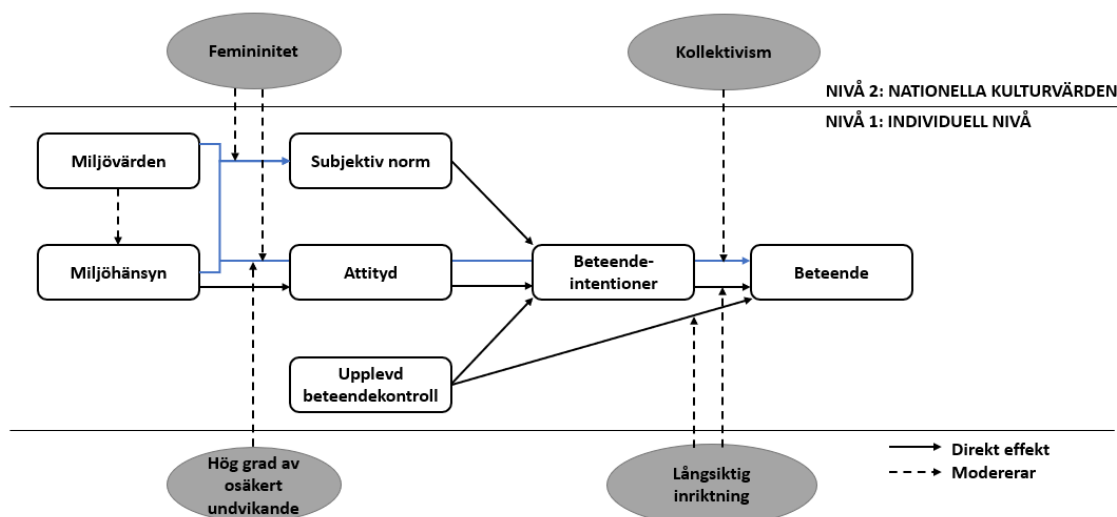 Femininitet
Kollektivism
NIVÅ 2: NATIONELLA KULTURVÄRDEN
NIVÅ 1: INDIVIDUELL NIVÅ
Miljövärden
Subjektiv norm
Miljöhänsyn
Attityd
Beteende-
intentioner
Beteende
Upplevd
beteendekontroll
Hög grad av
osäkert
undvikande
Långsiktig
inriktning
Direkt effekt
Modererar